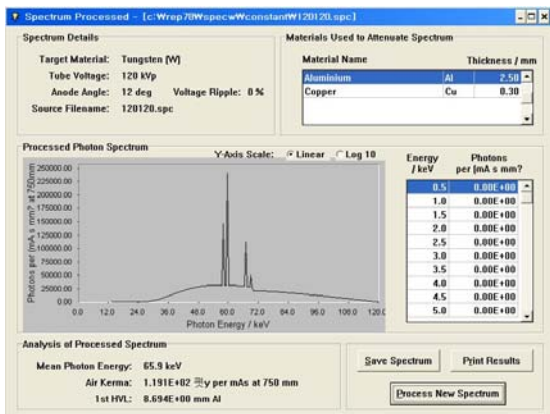 Spectrum Processed - [c:₩rep78₩specw₩constant₩120120.spc]
Spectrum Details
Target Material: Tungsten [W]
Tube Voltage: 120 kVp
Anode Angle: 12 deg Voltage Ripple: 0 %
Source Filename: 120120.spc
Materials Used to Attenuate Spectrum
Material Name Thickness / mm
Aluminium Al 2.50
Copper Cu 0.30
Processed Photon Spectrum
Y-Axis Scale: Linear Log 10
Photons per (mA s mm? at 750mm
250000.00
225000.00
200000.00
175000.00
150000.00
125000.00
100000.00
75000.00
50000.00
25000.00
0.00
0.0 12.0 24.0 36.0 48.0 60.0 72.0 84.0 96.0 108.0 120.0
Photon Energy / keV
Energy / keV Photons per [mA s mm?
0.5 0.00E+00
1.0 0.00E+00
1.5 0.00E+00
2.0 0.00E+00
2.5 0.00E+00
3.0 0.00E+00
3.5 0.00E+00
4.0 0.00E+00
4.5 0.00E+00
5.0 0.00E+00
Analysis of Processed Spectrum
Mean Photon Energy: 65.9 keV
Air Kerma: 1.191E+02 per mAs at 750 mm
1st HVL: 8.694E+00 mm Al
Save Spectrum
Print Results
Process New Spectrum